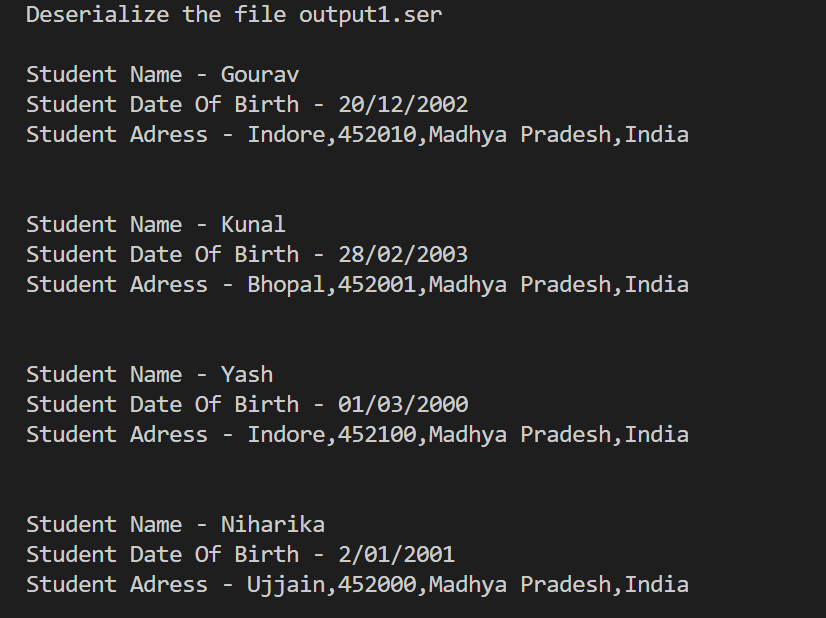 Deserialize the file output1.ser
Student Name - Gourav
Student Date Of Birth - 20/12/2002
Student Adress - Indore,452010,Madhya Pradesh,India
Student Name - Kunal
Student Date Of Birth - 28/02/2003
Student Adress - Bhopal,452001,Madhya Pradesh,India
Student Name - Yash
Student Date Of Birth - 01/03/2000
Student Adress - Indore,452100,Madhya Pradesh,India
Student Name - Niharika
Student Date Of Birth - 2/01/2001
Student Adress - Ujjain,452000,Madhya Pradesh,India